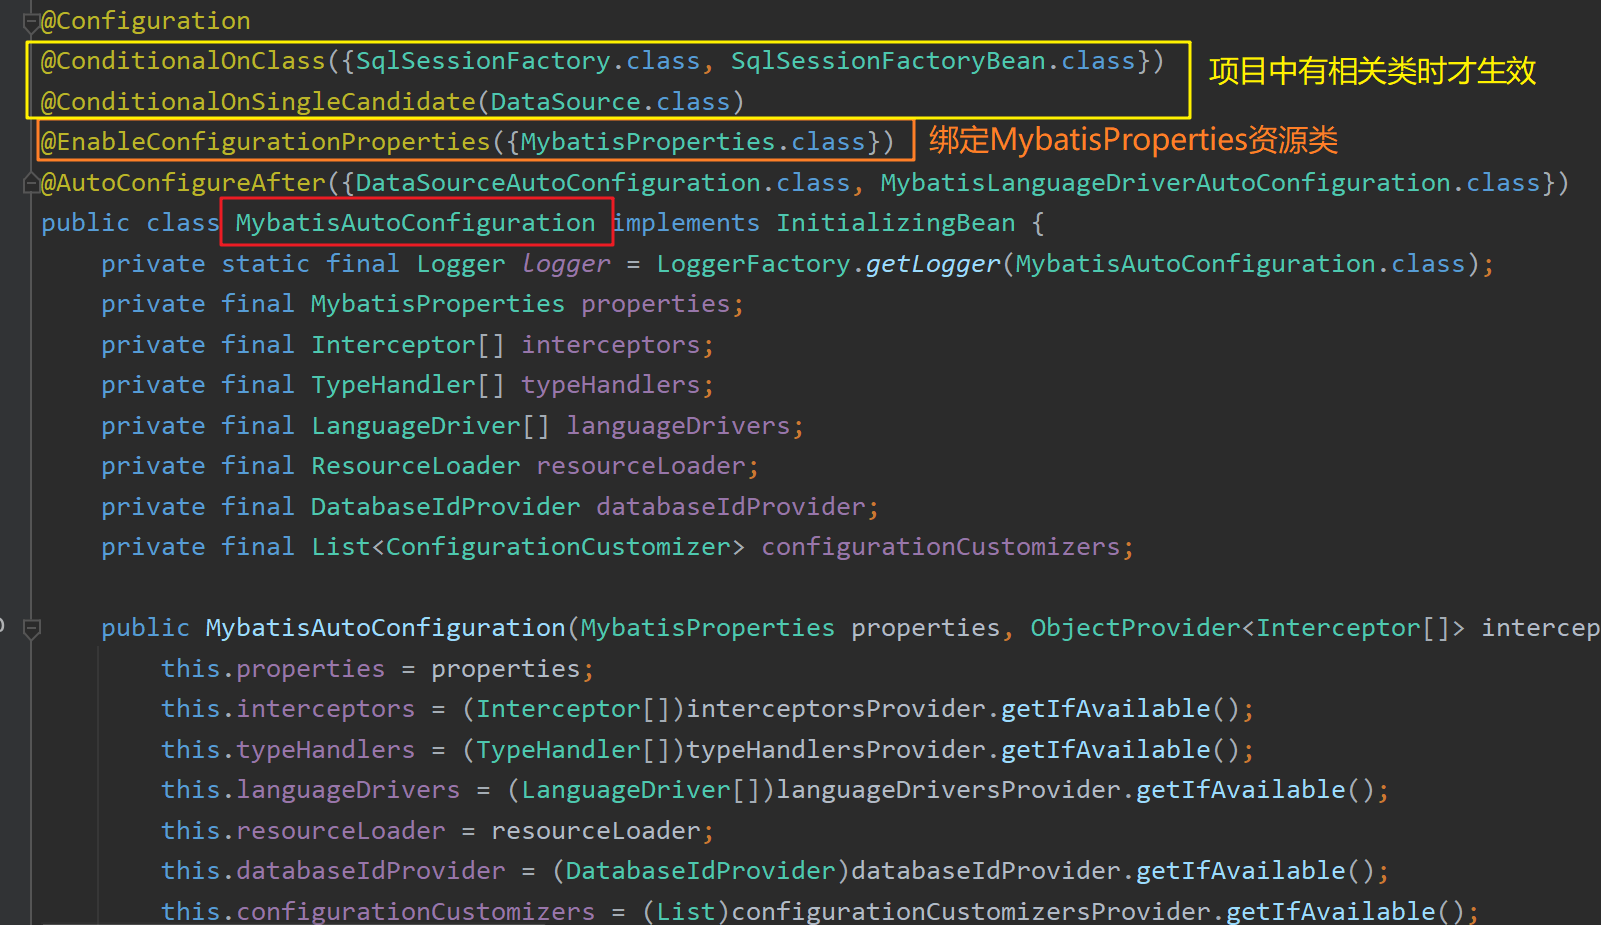 @Configuration
@ConditionalOnClass({SqlSessionFactory.class, SqlSessionFactoryBean.class})
项目中有相关类时才生效
@ConditionalOnSingleCandidate(DataSource.class)
@EnableConfigurationProperties({MybatisProperties.class}) 绑定MybatisProperties资源类
@AutoConfigureAfter({DataSourceAutoConfiguration.class, MybatisLanguageDriverAutoConfiguration.class})
public class MybatisAutoConfiguration implements InitializingBean {
private static final Logger logger = LoggerFactory.getLogger(MybatisAutoConfiguration.class);
private final MybatisProperties properties;
private final Interceptor[] interceptors;
private final TypeHandler[] typeHandlers;
private final LanguageDriver[] languageDrivers;
private final ResourceLoader resourceLoader;
private final DatabaseIdProvider databaseIdProvider;
private final List<ConfigurationCustomizer> configurationCustomizers;
public MybatisAutoConfiguration(MybatisProperties properties, ObjectProvider<Interceptor[]> intercep
this.properties = properties;
this.interceptors = (Interceptor[])interceptorsProvider.getIfAvailable();
this.typeHandlers = (TypeHandler[])typeHandlersProvider.getIfAvailable();
this.languageDrivers = (LanguageDriver[])languageDriversProvider.getIfAvailable();
this.resourceLoader = resourceLoader;
this.databaseIdProvider = (DatabaseIdProvider)databaseIdProvider.getIfAvailable();
this.configurationCustomizers = (List)configurationCustomizersProvider.getIfAvailable();